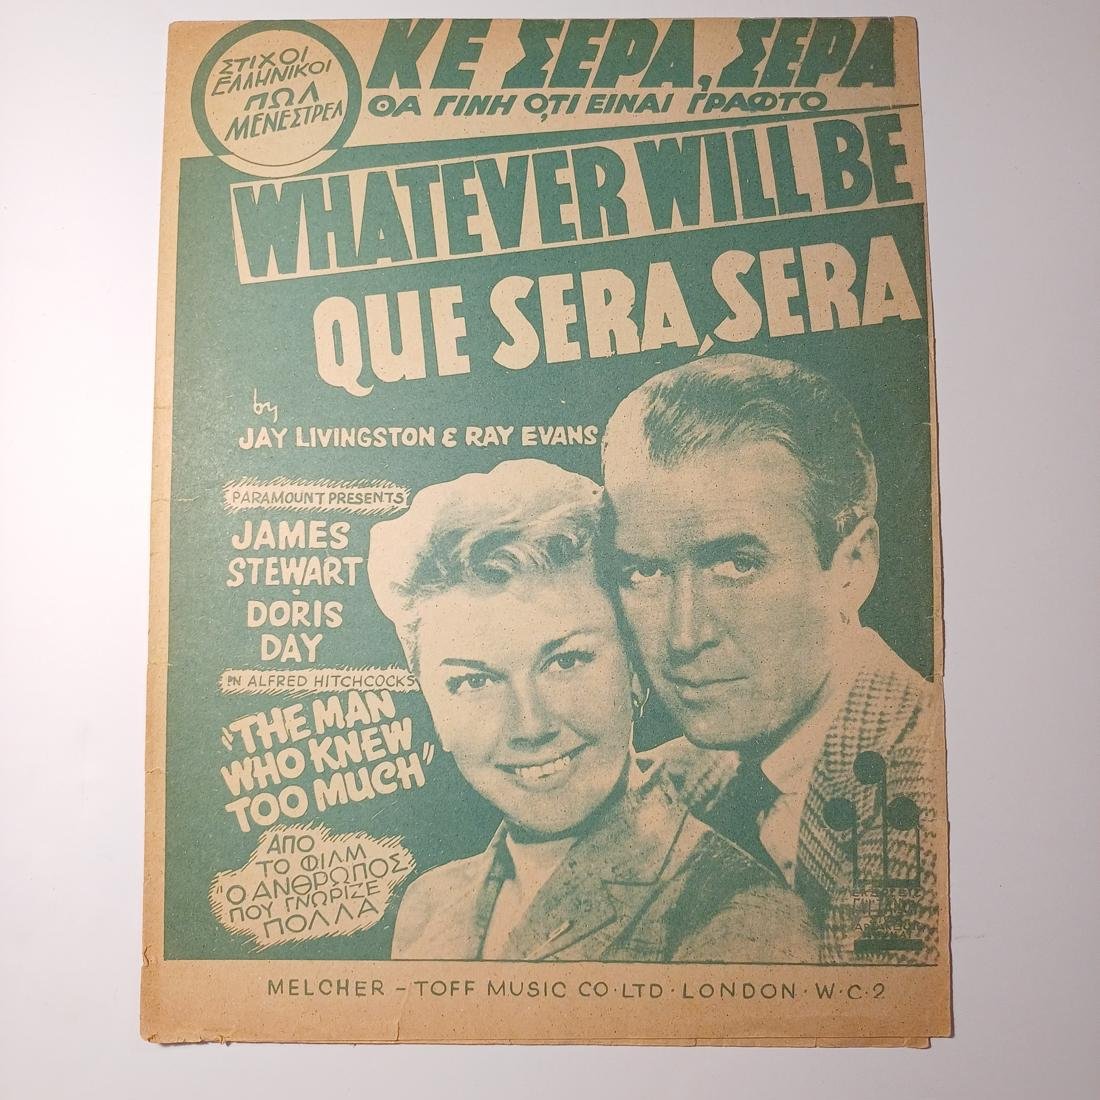 ΣΤΙΧΟΙ
ΕΛΛΗΝΙΚΟΙ
ΠΩΛ
ΜΕΝΕΣΤΡΕΛ
ΚΕ ΣΕΡΑ, ΣΕΡΑ
ΘΑ ΓΙΝΗ Ο,ΤΙ ΕΙΝΑΙ ΓΡΑΦΤΟ
WHATEVER WILL BE
QUE SERA, SERA
by
JAY LIVINGSTON & RAY EVANS
PARAMOUNT PRESENTS
JAMES
STEWART
·
DORIS
DAY
IN ALFRED HITCHCOCKS
"THE MAN
WHO KNEW
TOO MUCH"
ΑΠΟ
ΤΟ ΦΙΛΜ
"Ο ΑΝΘΡΩΠΟΣ
ΠΟΥ ΓΝΩΡΙΖΕ
ΠΟΛΛΑ"
ΕΚΔΟΣΕΙΣ
MELCHER – TOFF MUSIC CO · LTD · LONDON · W · C · 2